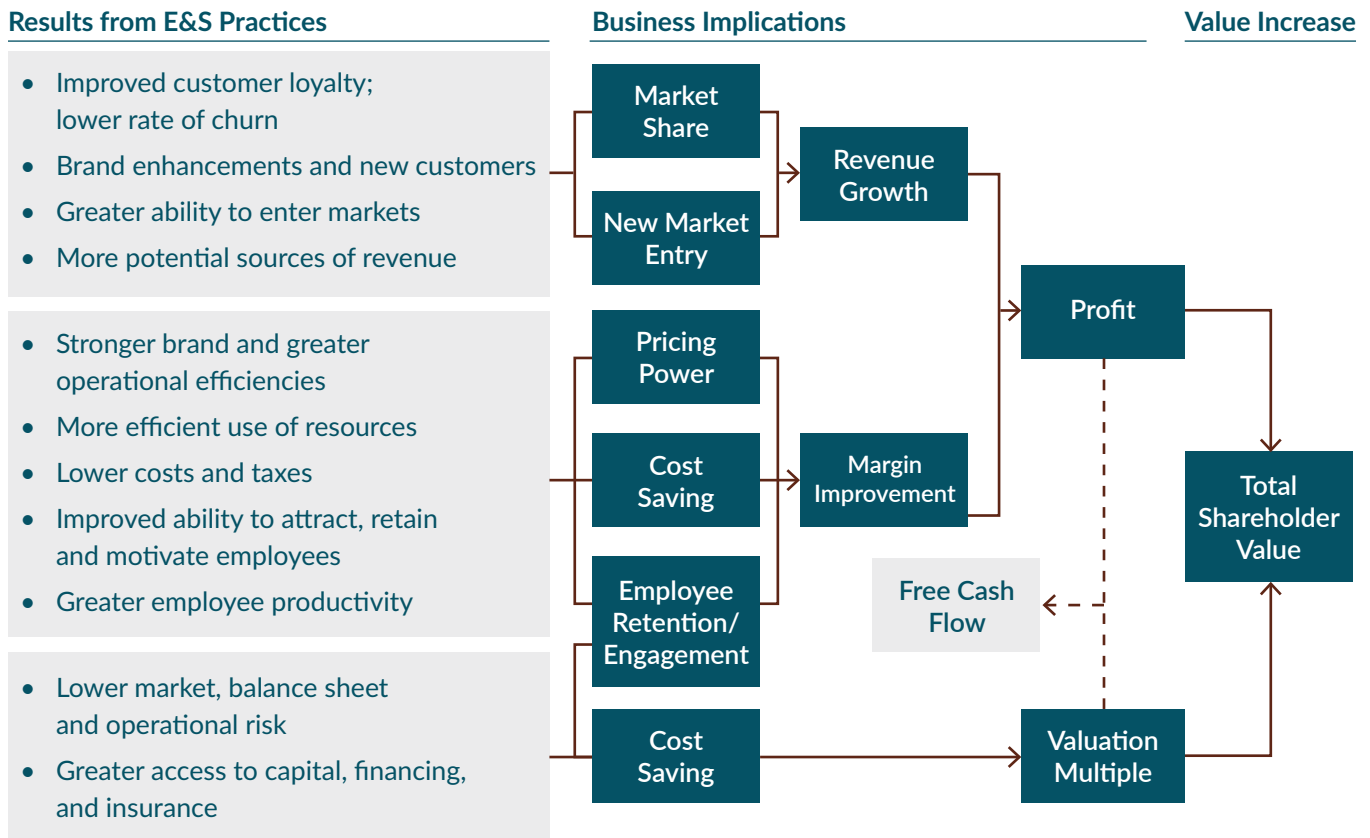 Results from E&S Practices
Business Implications
Value Increase
• Improved customer loyalty;
lower rate of churn
• Brand enhancements and new customers
• Greater ability to enter markets
• More potential sources of revenue
Market
Share
New Market
Entry
Revenue
Growth
• Stronger brand and greater
operational efficiencies
• More efficient use of resources
• Lower costs and taxes
• Improved ability to attract, retain
and motivate employees
• Greater employee productivity
Pricing
Power
Cost
Saving
Employee
Retention/
Engagement
Margin
Improvement
Profit
Free Cash
Flow
Total
Shareholder
Value
• Lower market, balance sheet
and operational risk
• Greater access to capital, financing,
and insurance
Cost
Saving
Valuation
Multiple